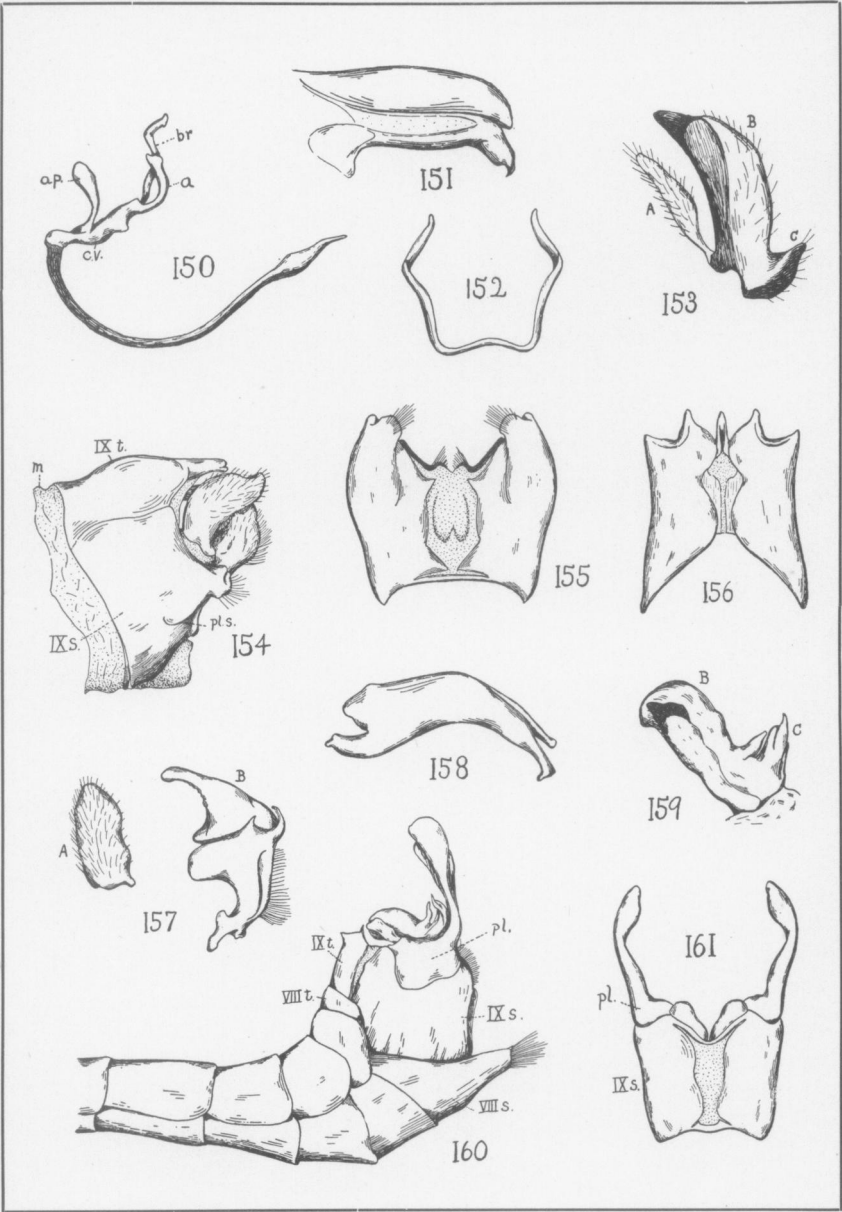 br
a.p.
a
c.v.
150
151
152
B
A
C
153
IX t.
m
IX s.
pl.s.
154
155
156
158
B
C
159
A
B
157
IX t.
pl.
VIII t.
IX s.
VIII s.
160
161
pl.
IX s.